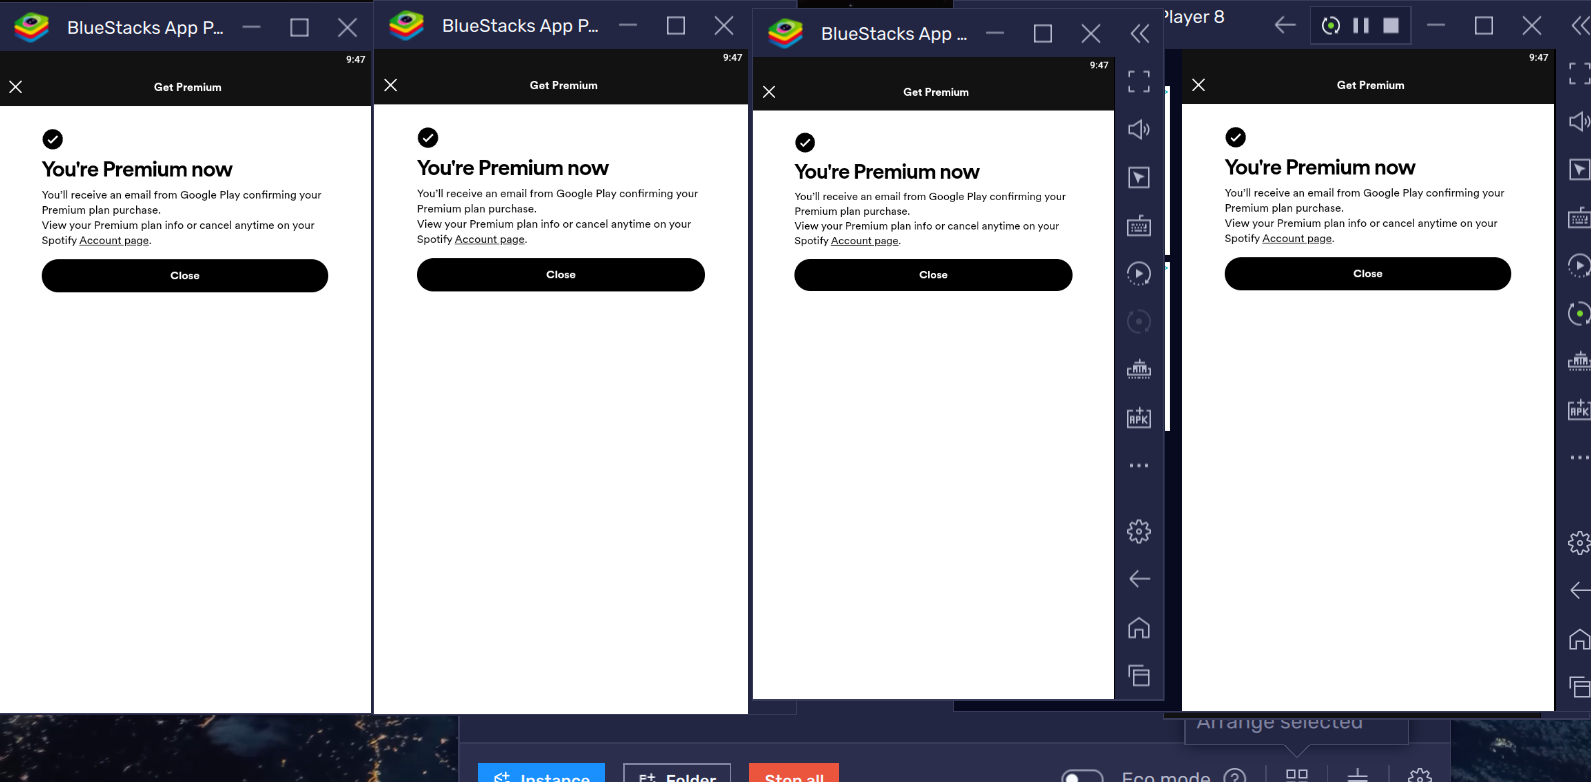 BlueStacks App P...
9:47
Get Premium
You're Premium now
You'll receive an email from Google Play confirming your
Premium plan purchase.
View your Premium plan info or cancel anytime on your
Spotify Account page.
Close
BlueStacks App P...
9:47
Get Premium
You're Premium now
You'll receive an email from Google Play confirming your
Premium plan purchase.
View your Premium plan info or cancel anytime on your
Spotify Account page.
Close
BlueStacks App ...
9:47
Get Premium
You're Premium now
You'll receive an email from Google Play confirming your
Premium plan purchase.
View your Premium plan info or cancel anytime on your
Spotify Account page.
Close
APK
Player 8
9:47
Get Premium
You're Premium now
You'll receive an email from Google Play confirming your
Premium plan purchase.
View your Premium plan info or cancel anytime on your
Spotify Account page.
Close
APK
Arrange selected
Instance
Folder
Stop all
Eco mode
?